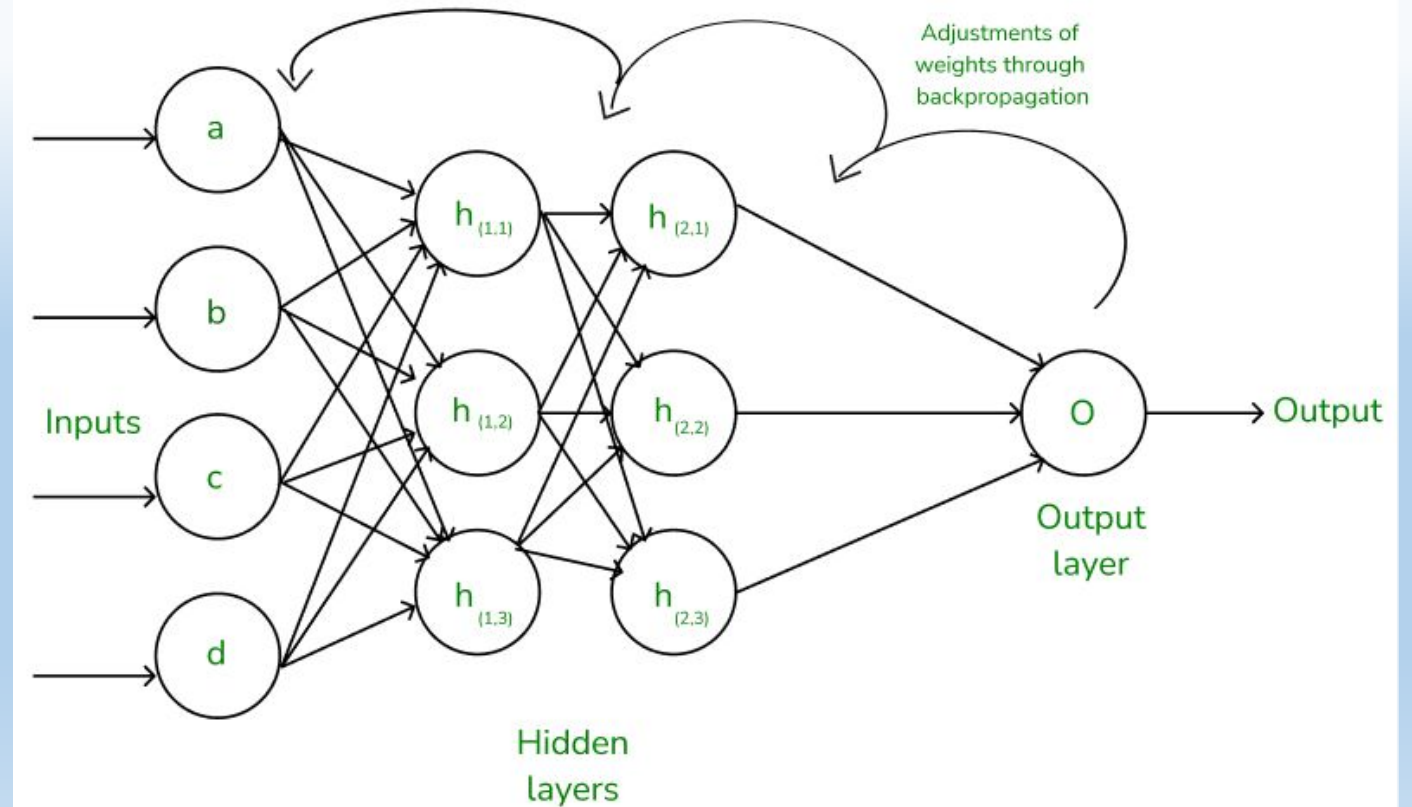 Adjustments of
weights through
backpropagation
a
h (1,1)
h (2,1)
b
Inputs
h (1,2)
h (2,2)
O
Output
c
Output
layer
d
h (1,3)
h (2,3)
Hidden
layers